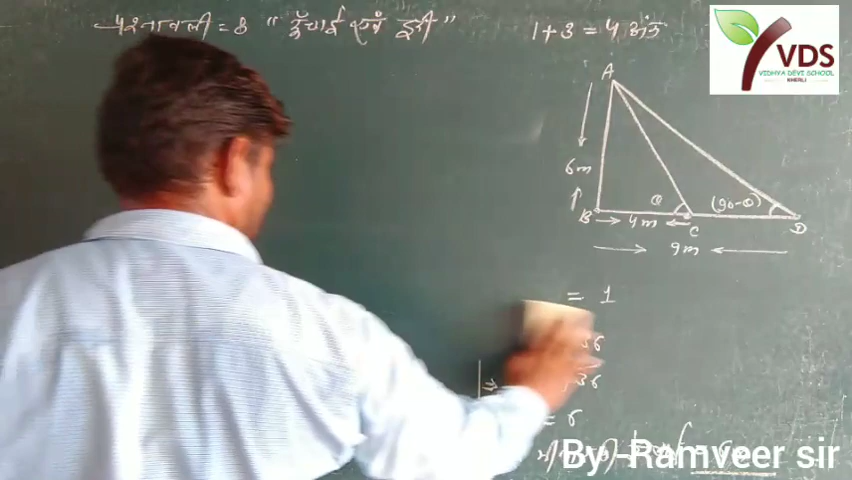 प्रश्नावली = 8 " ऊँचाई एवं दूरी "
1 + 3 = 4 अंक
VDS
VIDHYA DEVI SCHOOL
KHERLI
A
6m
B
θ
(90-θ)
4m
C
D
9m
= 1
36
36
= 6
By-Ramveer sir